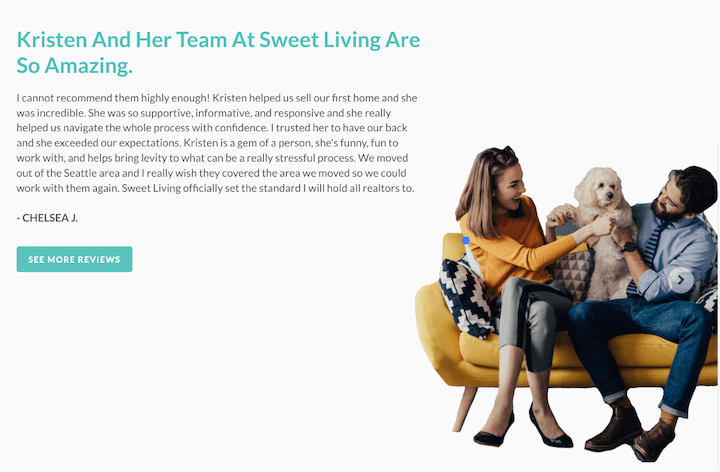 Kristen And Her Team At Sweet Living Are
So Amazing.
I cannot recommend them highly enough! Kristen helped us sell our first home and she
was incredible. She was so supportive, informative, and responsive and she really
helped us navigate the whole process with confidence. I trusted her to have our back
and she exceeded our expectations. Kristen is a gem of a person, she's funny, fun to
work with, and helps bring levity to what can be a really stressful process. We moved
out of the Seattle area and I really wish they covered the area we moved so we could
work with them again. Sweet Living officially set the standard I will hold all realtors to.
- CHELSEA J.
SEE MORE REVIEWS